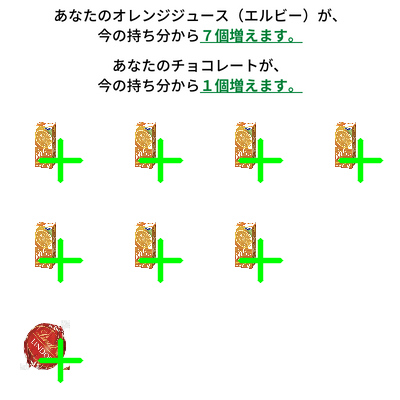 あなたのオレンジジュース（エルビー）が、
今の持ち分から７個増えます。
あなたのチョコレートが、
今の持ち分から１個増えます。